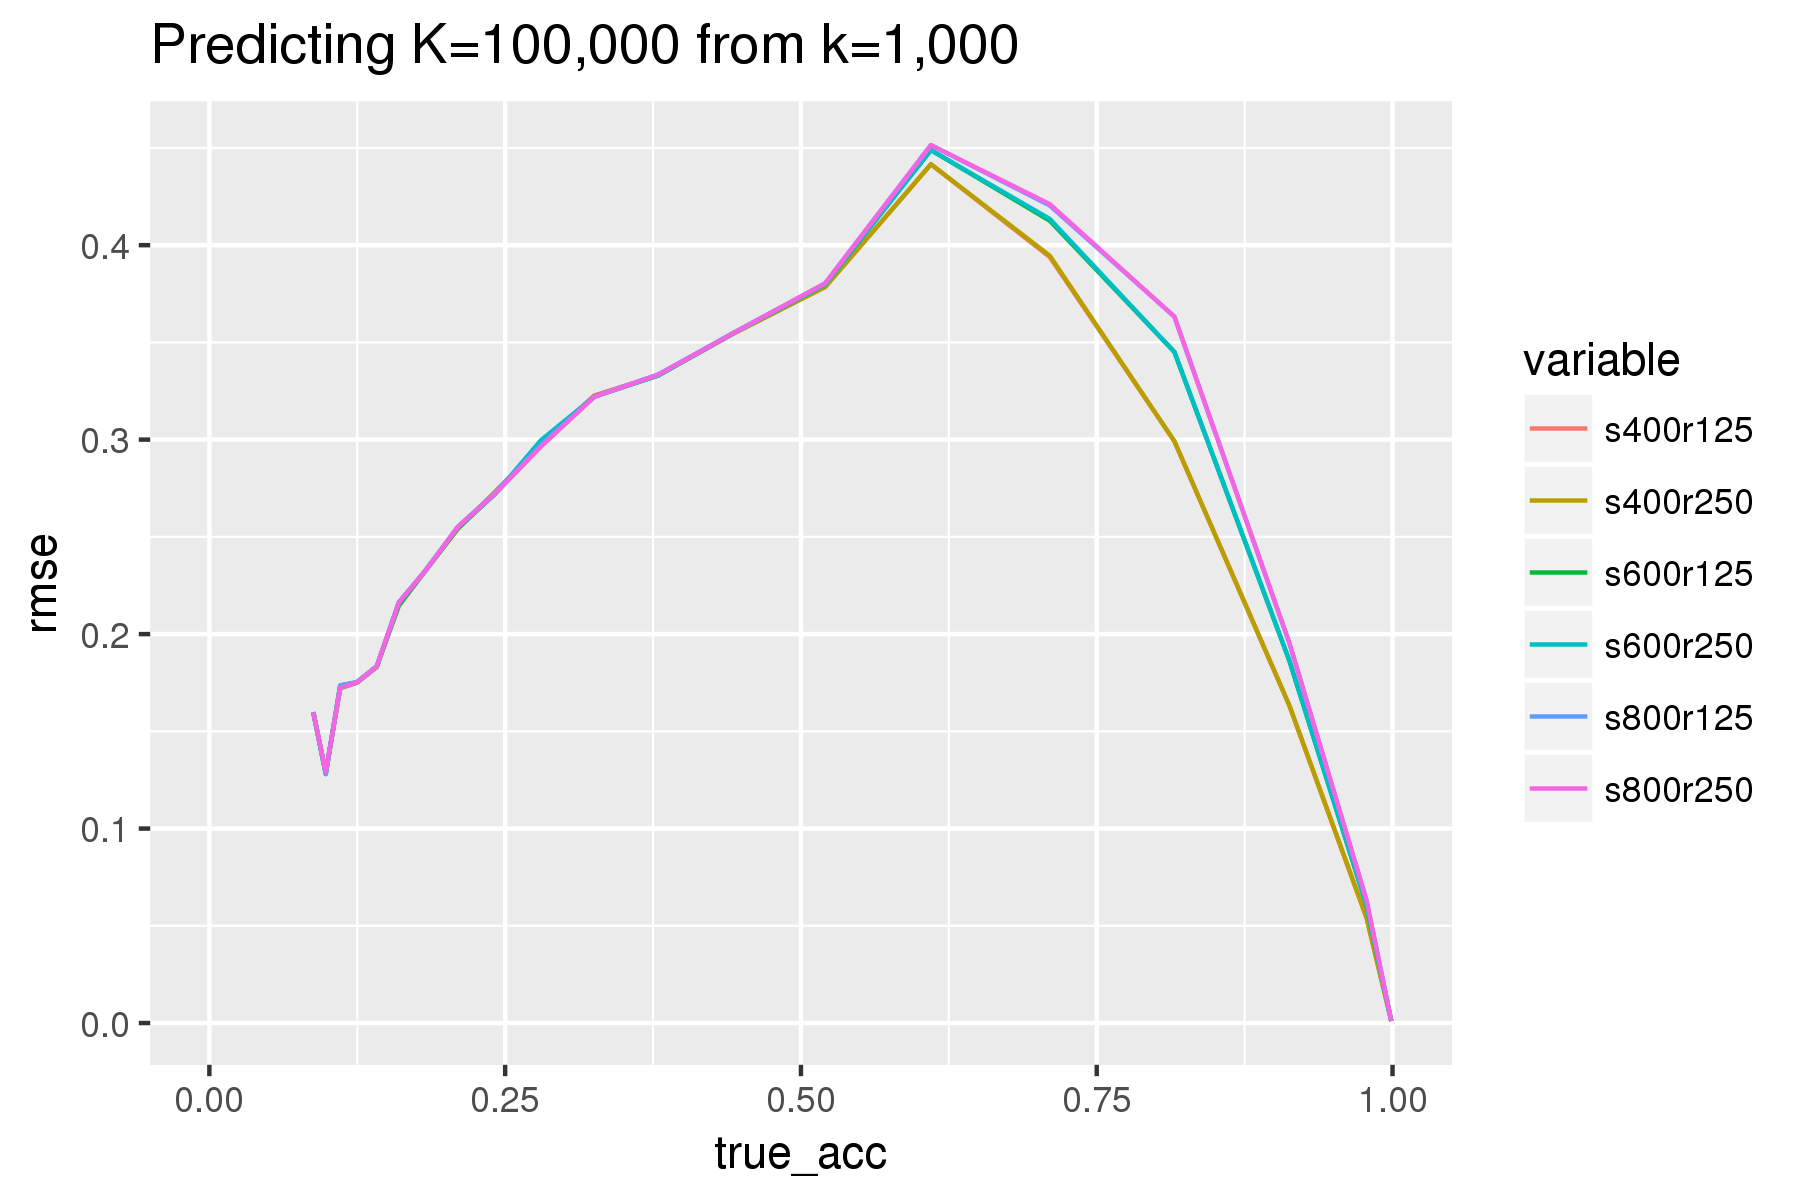 Predicting K=100,000 from k=1,000
rmse
0.4
0.3
0.2
0.1
0.0
0.00 0.25 0.50 0.75 1.00
true_acc
variable
s400r125
s400r250
s600r125
s600r250
s800r125
s800r250